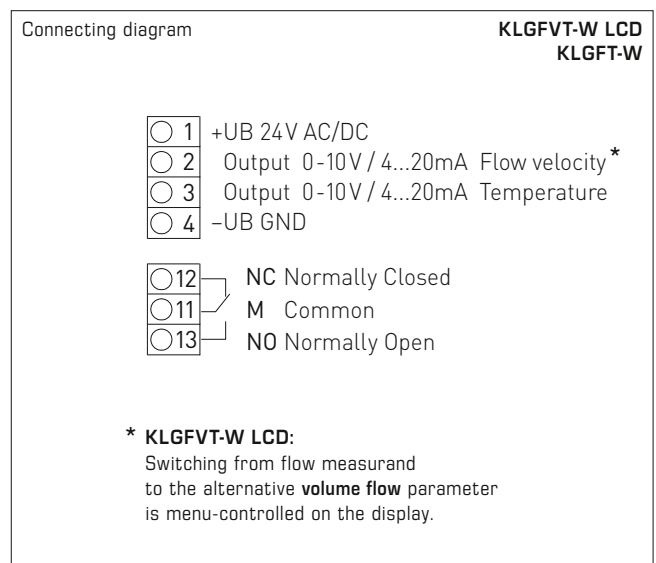 Connecting diagram KLGFVT-W LCD
KLGFT-W
1 +UB 24V AC/DC
2 Output 0-10V / 4...20mA Flow velocity*
3 Output 0-10V / 4...20mA Temperature
4 –UB GND
12 NC Normally Closed
11 M Common
13 NO Normally Open
* KLGFVT-W LCD:
Switching from flow measurand
to the alternative volume flow parameter
is menu-controlled on the display.